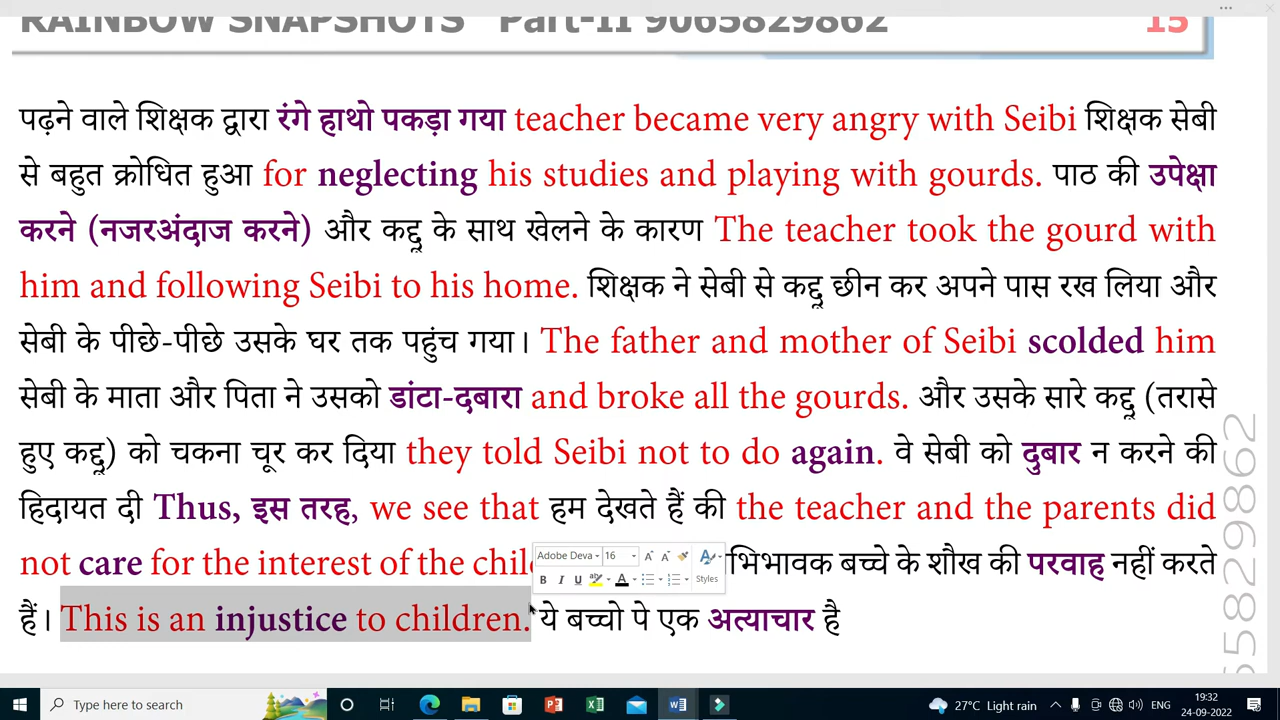 RAINBOW SNAPSHOTS Part-II 9065829862 15
पढ़ने वाले शिक्षक द्वारा रंगे हाथो पकड़ा गया teacher became very angry with Seibi शिक्षक सेबी
से बहुत क्रोधित हुआ for neglecting his studies and playing with gourds. पाठ की उपेक्षा
करने (नजरअंदाज करने) और कद्दू के साथ खेलने के कारण The teacher took the gourd with
him and following Seibi to his home. शिक्षक ने सेबी से कद्दू छीन कर अपने पास रख लिया और
सेबी के पीछे-पीछे उसके घर तक पहुंच गया। The father and mother of Seibi scolded him
सेबी के माता और पिता ने उसको डांटा-दबारा and broke all the gourds. और उसके सारे कद्दू (तरासे
हुए कद्दू) को चकना चूर कर दिया they told Seibi not to do again. वे सेबी को दुबार न करने की
हिदायत दी Thus, इस तरह, we see that हम देखते हैं की the teacher and the parents did
not care for the interest of the chil भिभावक बच्चे के शौख की परवाह नहीं करते
हैं। This is an injustice to children. ये बच्चो पे एक अत्याचार है
Adobe Deva 16
B I U A Styles
65829862
Type here to search
27°C Light rain ENG 19:32
24-09-2022